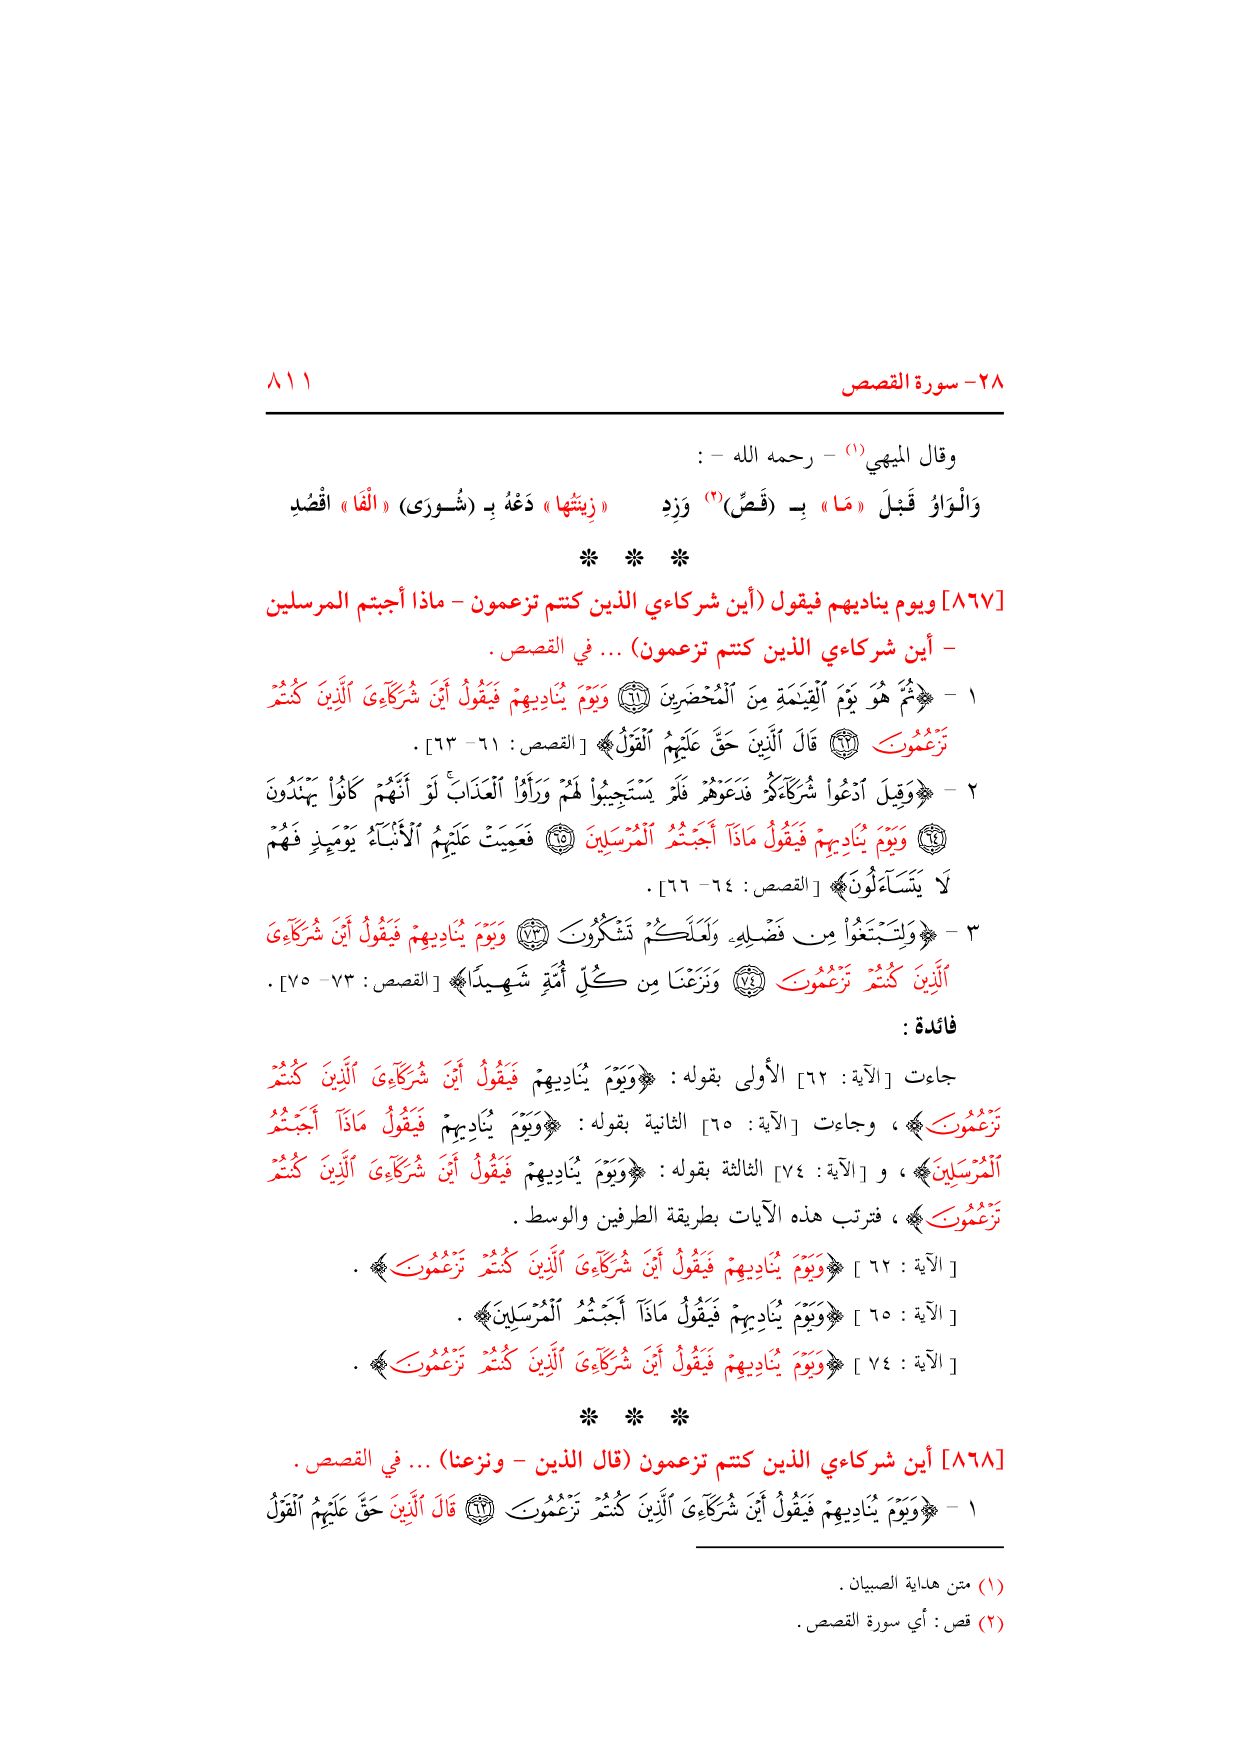 ٢٨- سورة القصص ٨١١
وقال الميهي(١) - رحمه الله - :
وَالْوَاوُ قَبْلَ « مَا » بِـ (قَصِّ)(٢) وَزِدِ « زِينَتُها » دَعْهُ بِـ (شُورَى) « الْفَا » اقْصُدِ
❊ ❊ ❊
[٨٦٧] ويوم يناديهم فيقول (أين شركاءي الذين كنتم تزعمون - ماذا أجبتم المرسلين
- أين شركاءي الذين كنتم تزعمون) ... في القصص .
١ - ﴿ثُمَّ هُوَ يَوْمَ ٱلْقِيَٰمَةِ مِنَ ٱلْمُحْضَرِينَ ﴿٦١﴾ وَيَوْمَ يُنَادِيهِمْ فَيَقُولُ أَيْنَ شُرَكَآءِىَ ٱلَّذِينَ كُنتُمْ
تَزْعُمُونَ ﴿٦٢﴾ قَالَ ٱلَّذِينَ حَقَّ عَلَيْهِمُ ٱلْقَوْلُ﴾ [القصص: ٦١- ٦٣].
٢ - ﴿وَقِيلَ ٱدْعُوا۟ شُرَكَآءَكُمْ فَدَعَوْهُمْ فَلَمْ يَسْتَجِيبُوا۟ لَهُمْ وَرَأَوُا۟ ٱلْعَذَابَ ۚ لَوْ أَنَّهُمْ كَانُوا۟ يَهْتَدُونَ
﴿٦٤﴾ وَيَوْمَ يُنَادِيهِمْ فَيَقُولُ مَاذَآ أَجَبْتُمُ ٱلْمُرْسَلِينَ ﴿٦٥﴾ فَعَمِيَتْ عَلَيْهِمُ ٱلْأَنۢبَآءُ يَوْمَئِذٍ فَهُمْ
لَا يَتَسَآءَلُونَ﴾ [القصص: ٦٤- ٦٦].
٣ - ﴿وَلِتَبْتَغُوا۟ مِن فَضْلِهِۦ وَلَعَلَّكُمْ تَشْكُرُونَ ﴿٧٣﴾ وَيَوْمَ يُنَادِيهِمْ فَيَقُولُ أَيْنَ شُرَكَآءِىَ
ٱلَّذِينَ كُنتُمْ تَزْعُمُونَ ﴿٧٤﴾ وَنَزَعْنَا مِن كُلِّ أُمَّةٍ شَهِيدًا﴾ [القصص: ٧٣- ٧٥].
فائدة :
جاءت [الآية: ٦٢] الأولى بقوله: ﴿وَيَوْمَ يُنَادِيهِمْ فَيَقُولُ أَيْنَ شُرَكَآءِىَ ٱلَّذِينَ كُنتُمْ
تَزْعُمُونَ﴾ ، وجاءت [الآية: ٦٥] الثانية بقوله: ﴿وَيَوْمَ يُنَادِيهِمْ فَيَقُولُ مَاذَآ أَجَبْتُمُ
ٱلْمُرْسَلِينَ﴾ ، و [الآية: ٧٤] الثالثة بقوله: ﴿وَيَوْمَ يُنَادِيهِمْ فَيَقُولُ أَيْنَ شُرَكَآءِىَ ٱلَّذِينَ كُنتُمْ
تَزْعُمُونَ﴾ ، فترتب هذه الآيات بطريقة الطرفين والوسط .
[ الآية : ٦٢ ] ﴿وَيَوْمَ يُنَادِيهِمْ فَيَقُولُ أَيْنَ شُرَكَآءِىَ ٱلَّذِينَ كُنتُمْ تَزْعُمُونَ﴾ .
[ الآية : ٦٥ ] ﴿وَيَوْمَ يُنَادِيهِمْ فَيَقُولُ مَاذَآ أَجَبْتُمُ ٱلْمُرْسَلِينَ﴾ .
[ الآية : ٧٤ ] ﴿وَيَوْمَ يُنَادِيهِمْ فَيَقُولُ أَيْنَ شُرَكَآءِىَ ٱلَّذِينَ كُنتُمْ تَزْعُمُونَ﴾ .
❊ ❊ ❊
[٨٦٨] أين شركاءي الذين كنتم تزعمون (قال الذين - ونزعنا) ... في القصص .
١ - ﴿وَيَوْمَ يُنَادِيهِمْ فَيَقُولُ أَيْنَ شُرَكَآءِىَ ٱلَّذِينَ كُنتُمْ تَزْعُمُونَ ﴿٦٢﴾ قَالَ ٱلَّذِينَ حَقَّ عَلَيْهِمُ ٱلْقَوْلُ
(١) متن هداية الصبيان .
(٢) قص : أي سورة القصص .